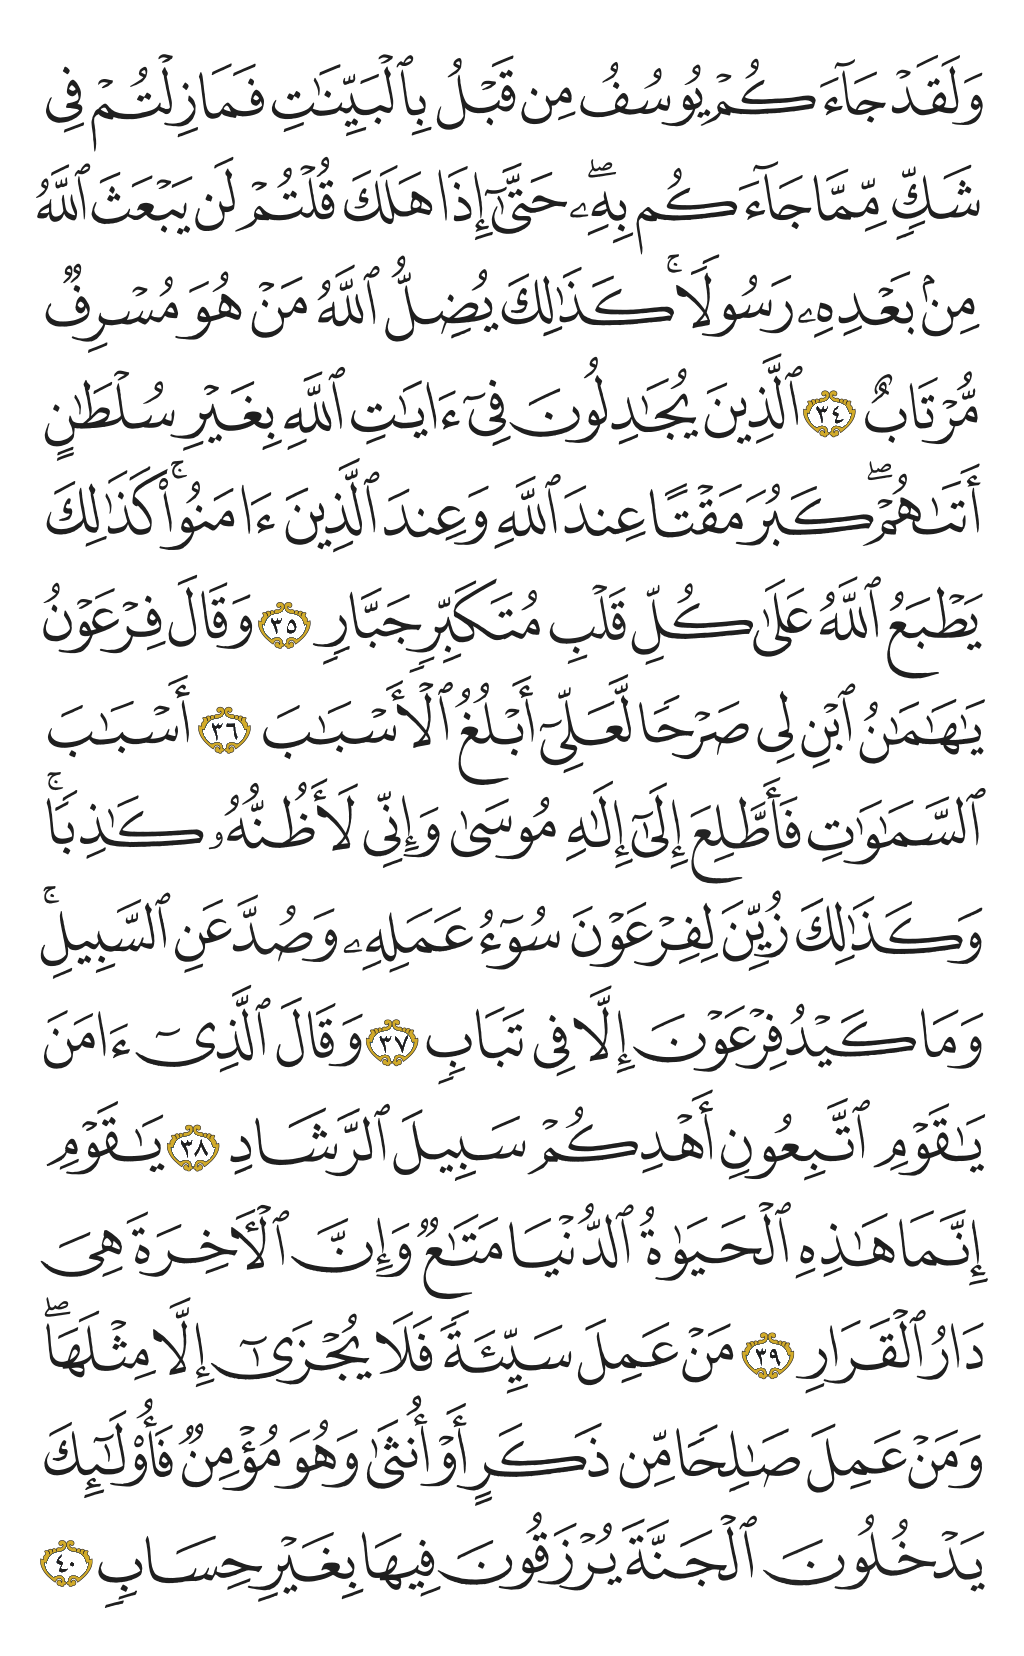 وَلَقَدۡ جَآءَكُمۡ يُوسُفُ مِن قَبۡلُ بِٱلۡبَيِّنَٰتِ فَمَا زِلۡتُمۡ فِي
شَكّٖ مِّمَّا جَآءَكُم بِهِۦۖ حَتَّىٰٓ إِذَا هَلَكَ قُلۡتُمۡ لَن يَبۡعَثَ ٱللَّهُ
مِنۢ بَعۡدِهِۦ رَسُولٗاۚ كَذَٰلِكَ يُضِلُّ ٱللَّهُ مَنۡ هُوَ مُسۡرِفٞ
مُّرۡتَابٌ ٣٤ ٱلَّذِينَ يُجَٰدِلُونَ فِيٓ ءَايَٰتِ ٱللَّهِ بِغَيۡرِ سُلۡطَٰنٍ
أَتَىٰهُمۡۖ كَبُرَ مَقۡتًا عِندَ ٱللَّهِ وَعِندَ ٱلَّذِينَ ءَامَنُواْۚ كَذَٰلِكَ
يَطۡبَعُ ٱللَّهُ عَلَىٰ كُلِّ قَلۡبِ مُتَكَبِّرٖ جَبَّارٖ ٣٥ وَقَالَ فِرۡعَوۡنُ
يَٰهَٰمَٰنُ ٱبۡنِ لِي صَرۡحٗا لَّعَلِّيٓ أَبۡلُغُ ٱلۡأَسۡبَٰبَ ٣٦ أَسۡبَٰبَ
ٱلسَّمَٰوَٰتِ فَأَطَّلِعَ إِلَىٰٓ إِلَٰهِ مُوسَىٰ وَإِنِّي لَأَظُنُّهُۥ كَٰذِبٗاۚ
وَكَذَٰلِكَ زُيِّنَ لِفِرۡعَوۡنَ سُوٓءُ عَمَلِهِۦ وَصُدَّ عَنِ ٱلسَّبِيلِۚ
وَمَا كَيۡدُ فِرۡعَوۡنَ إِلَّا فِي تَبَابٖ ٣٧ وَقَالَ ٱلَّذِيٓ ءَامَنَ
يَٰقَوۡمِ ٱتَّبِعُونِ أَهۡدِكُمۡ سَبِيلَ ٱلرَّشَادِ ٣٨ يَٰقَوۡمِ
إِنَّمَا هَٰذِهِ ٱلۡحَيَوٰةُ ٱلدُّنۡيَا مَتَٰعٞ وَإِنَّ ٱلۡأٓخِرَةَ هِيَ
دَارُ ٱلۡقَرَارِ ٣٩ مَنۡ عَمِلَ سَيِّئَةٗ فَلَا يُجۡزَىٰٓ إِلَّا مِثۡلَهَاۖ
وَمَنۡ عَمِلَ صَٰلِحٗا مِّن ذَكَرٍ أَوۡ أُنثَىٰ وَهُوَ مُؤۡمِنٞ فَأُوْلَٰٓئِكَ
يَدۡخُلُونَ ٱلۡجَنَّةَ يُرۡزَقُونَ فِيهَا بِغَيۡرِ حِسَابٖ ٤٠